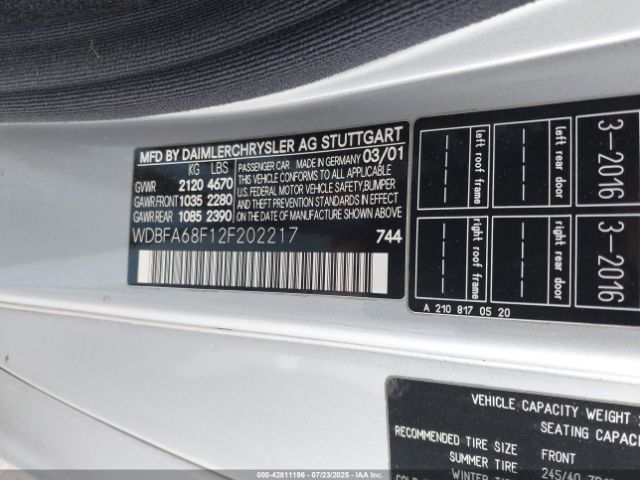 MFD BY DAIMLERCHRYSLER AG STUTTGART
KG LBS PASSENGER CAR MADE IN GERMANY 03/01
GVWR 2120 4670
GAWR FRONT 1035 2280
GAWR REAR 1085 2390
THIS VEHICLE CONFORMS TO ALL APPLICABLE
U.S. FEDERAL MOTOR VEHICLE SAFETY, BUMPER
AND THEFT PREVENTION STANDARDS IN EFFECT
ON THE DATE OF MANUFACTURE SHOWN ABOVE.
WDBFA68F12F202217 744
left roof frame
left rear door
3-2016
right roof frame
right rear door
3-2016
A 210 817 05 20
VEHICLE CAPACITY WEIGHT
SEATING CAPAC
RECOMMENDED TIRE SIZE FRONT
SUMMER TIRE 245/40
WINTER
000-42811196 - 07/23/2025 - IAAI.COM